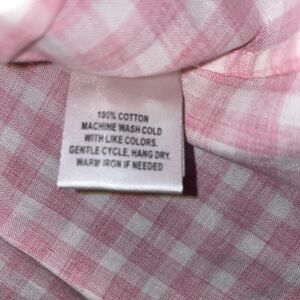 100% COTTON
MACHINE WASH COLD
WITH LIKE COLORS.
GENTLE CYCLE, HANG DRY.
WARM IRON IF NEEDED